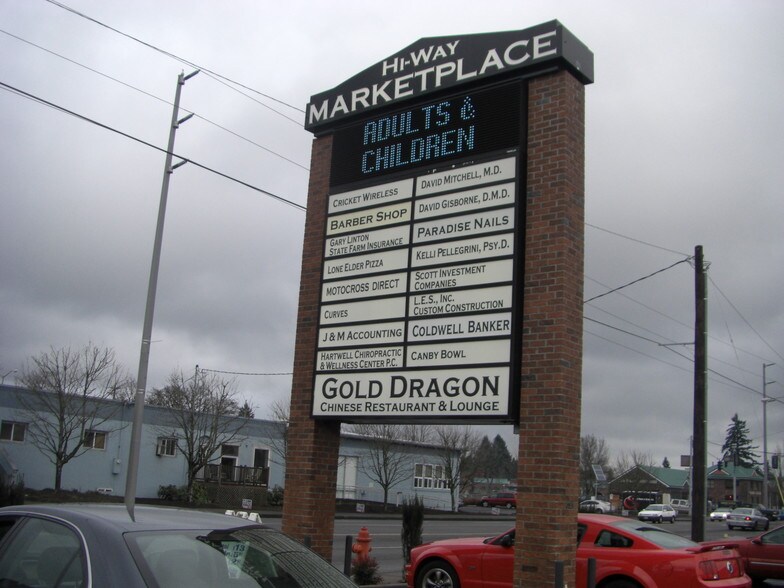 HI-WAY
MARKETPLACE
ADULTS &
CHILDREN
CRICKET WIRELESS
BARBER SHOP
GARY LINTON
STATE FARM INSURANCE
LONE ELDER PIZZA
MOTOCROSS DIRECT
CURVES
J & M ACCOUNTING
HARTWELL CHIROPRACTIC
& WELLNESS CENTER P.C.
DAVID MITCHELL, M.D.
DAVID GISBORNE, D.M.D.
PARADISE NAILS
KELLI PELLEGRINI, PSY.D.
SCOTT INVESTMENT
COMPANIES
L.E.S., INC.
CUSTOM CONSTRUCTION
COLDWELL BANKER
CANBY BOWL
GOLD DRAGON
CHINESE RESTAURANT & LOUNGE